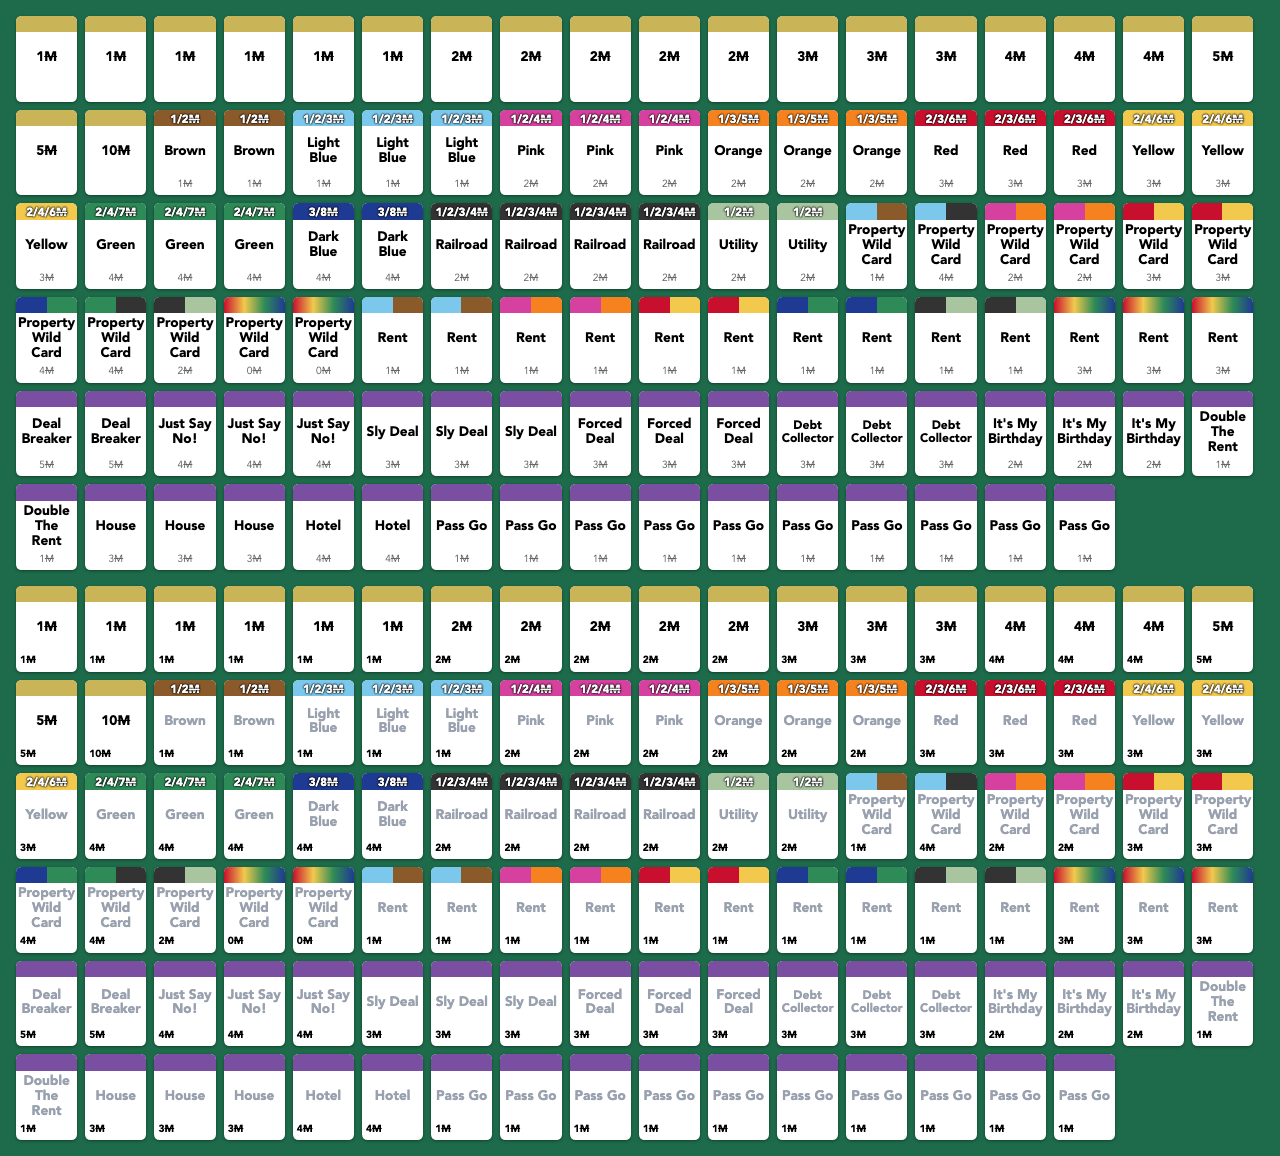 1M 1M 1M 1M 1M 1M 2M 2M 2M 2M 2M 3M 3M 3M 4M 4M 4M 5M
1/2M 1/2M 1/2/3M 1/2/3M 1/2/3M 1/2/4M 1/2/4M 1/2/4M 1/3/5M 1/3/5M 1/3/5M 2/3/6M 2/3/6M 2/3/6M 2/4/6M 2/4/6M
5M 10M Brown Brown Light Blue Light Blue Light Blue Pink Pink Pink Orange Orange Orange Red Red Red Yellow Yellow
1M 1M 1M 1M 1M 2M 2M 2M 2M 2M 2M 3M 3M 3M 3M 3M
2/4/6M 2/4/7M 2/4/7M 2/4/7M 3/8M 3/8M 1/2/3/4M 1/2/3/4M 1/2/3/4M 1/2/3/4M 1/2M 1/2M
Yellow Green Green Green Dark Blue Dark Blue Railroad Railroad Railroad Railroad Utility Utility Property Wild Card Property Wild Card Property Wild Card Property Wild Card Property Wild Card Property Wild Card
3M 4M 4M 4M 4M 4M 2M 2M 2M 2M 2M 2M 1M 4M 2M 2M 3M 3M
Property Wild Card Property Wild Card Property Wild Card Property Wild Card Property Wild Card Rent Rent Rent Rent Rent Rent Rent Rent Rent Rent Rent Rent Rent
4M 4M 2M 0M 0M 1M 1M 1M 1M 1M 1M 1M 1M 1M 1M 3M 3M 3M
Deal Breaker Deal Breaker Just Say No! Just Say No! Just Say No! Sly Deal Sly Deal Sly Deal Forced Deal Forced Deal Forced Deal Debt Collector Debt Collector Debt Collector It's My Birthday It's My Birthday It's My Birthday Double The Rent
5M 5M 4M 4M 4M 3M 3M 3M 3M 3M 3M 3M 3M 3M 2M 2M 2M 1M
Double The Rent House House House Hotel Hotel Pass Go Pass Go Pass Go Pass Go Pass Go Pass Go Pass Go Pass Go Pass Go Pass Go
1M 3M 3M 3M 4M 4M 1M 1M 1M 1M 1M 1M 1M 1M 1M 1M
1M 1M 1M 1M 1M 1M 2M 2M 2M 2M 2M 3M 3M 3M 4M 4M 4M 5M
1M 1M 1M 1M 1M 1M 2M 2M 2M 2M 2M 3M 3M 3M 4M 4M 4M 5M
1/2M 1/2M 1/2/3M 1/2/3M 1/2/3M 1/2/4M 1/2/4M 1/2/4M 1/3/5M 1/3/5M 1/3/5M 2/3/6M 2/3/6M 2/3/6M 2/4/6M 2/4/6M
5M 10M Brown Brown Light Blue Light Blue Light Blue Pink Pink Pink Orange Orange Orange Red Red Red Yellow Yellow
5M 10M 1M 1M 1M 1M 1M 2M 2M 2M 2M 2M 2M 3M 3M 3M 3M 3M
2/4/6M 2/4/7M 2/4/7M 2/4/7M 3/8M 3/8M 1/2/3/4M 1/2/3/4M 1/2/3/4M 1/2/3/4M 1/2M 1/2M
Yellow Green Green Green Dark Blue Dark Blue Railroad Railroad Railroad Railroad Utility Utility Property Wild Card Property Wild Card Property Wild Card Property Wild Card Property Wild Card Property Wild Card
3M 4M 4M 4M 4M 4M 2M 2M 2M 2M 2M 2M 1M 4M 2M 2M 3M 3M
Property Wild Card Property Wild Card Property Wild Card Property Wild Card Property Wild Card Rent Rent Rent Rent Rent Rent Rent Rent Rent Rent Rent Rent Rent
4M 4M 2M 0M 0M 1M 1M 1M 1M 1M 1M 1M 1M 1M 1M 3M 3M 3M
Deal Breaker Deal Breaker Just Say No! Just Say No! Just Say No! Sly Deal Sly Deal Sly Deal Forced Deal Forced Deal Forced Deal Debt Collector Debt Collector Debt Collector It's My Birthday It's My Birthday It's My Birthday Double The Rent
5M 5M 4M 4M 4M 3M 3M 3M 3M 3M 3M 3M 3M 3M 2M 2M 2M 1M
Double The Rent House House House Hotel Hotel Pass Go Pass Go Pass Go Pass Go Pass Go Pass Go Pass Go Pass Go Pass Go Pass Go
1M 3M 3M 3M 4M 4M 1M 1M 1M 1M 1M 1M 1M 1M 1M 1M